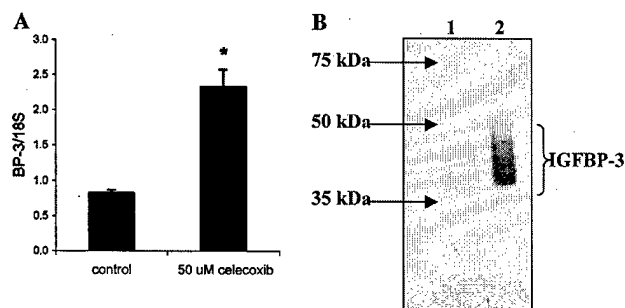 A
B
BP-3/18S
3.0
2.5
2.0
1.5
1.0
0.5
0.0
*
control
50 uM celecoxib
1 2
75 kDa
50 kDa
35 kDa
IGFBP-3